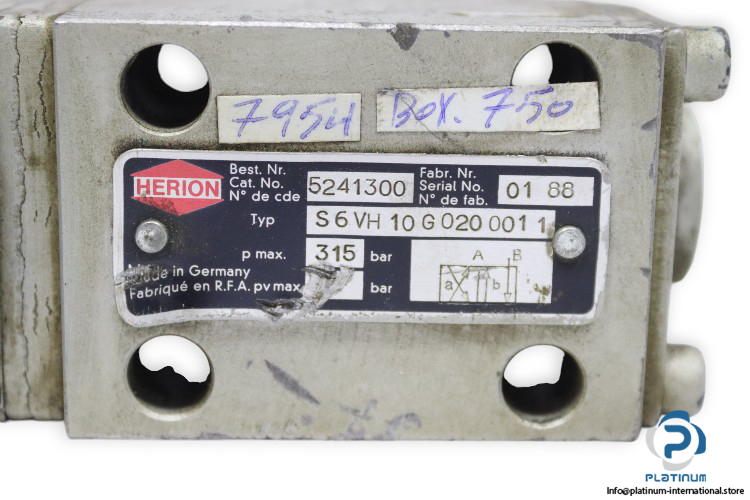 7954 BOX. 750
HERION
Best. Nr.
Cat. No.
N° de cde
5241300
Fabr. Nr.
Serial No.
N° de fab.
01 88
Typ S 6 VH 10 G 020 001 1
p max. 315 bar
in Germany
Fabriqué en R.F.A. pv max bar
A B
a b
PLATINUM
Info@platinum-international.store